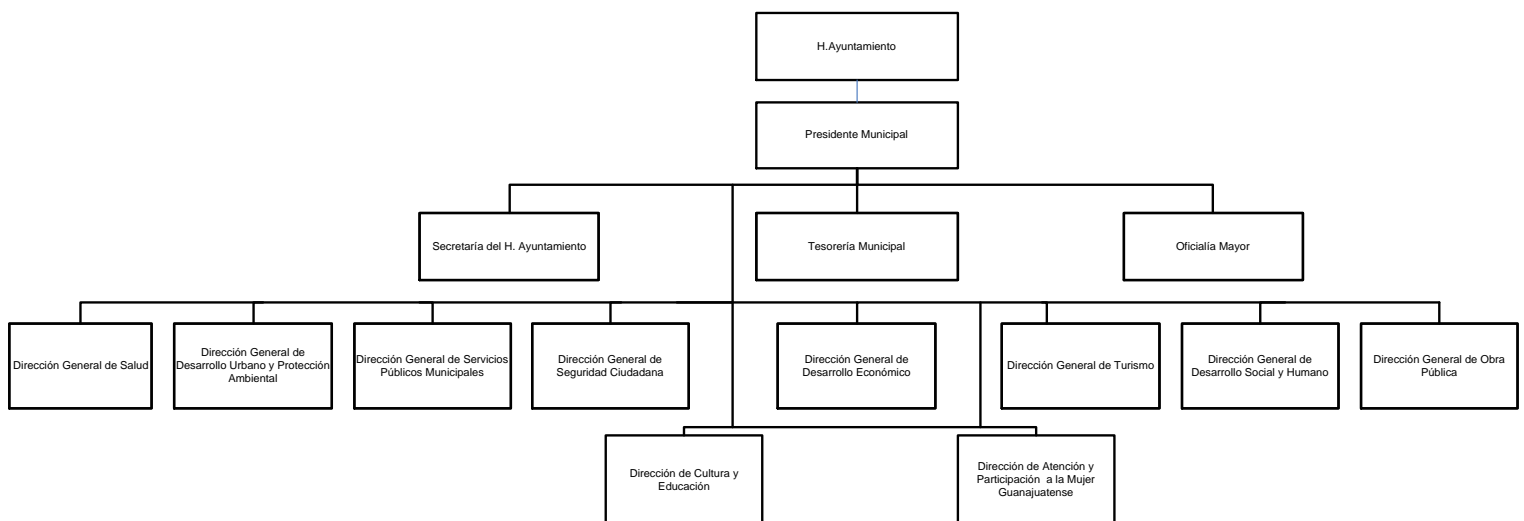 H.Ayuntamiento
Presidente Municipal
Secretaría del H. Ayuntamiento
Tesorería Municipal
Oficialía Mayor
Dirección General de Salud
Dirección General de
Desarrollo Urbano y Protección
Ambiental
Dirección General de Servicios
Públicos Municipales
Dirección General de
Seguridad Ciudadana
Dirección General de
Desarrollo Económico
Dirección General de Turismo
Dirección General de
Desarrollo Social y Humano
Dirección General de Obra
Pública
Dirección de Cultura y
Educación
Dirección de Atención y
Participación a la Mujer
Guanajuatense